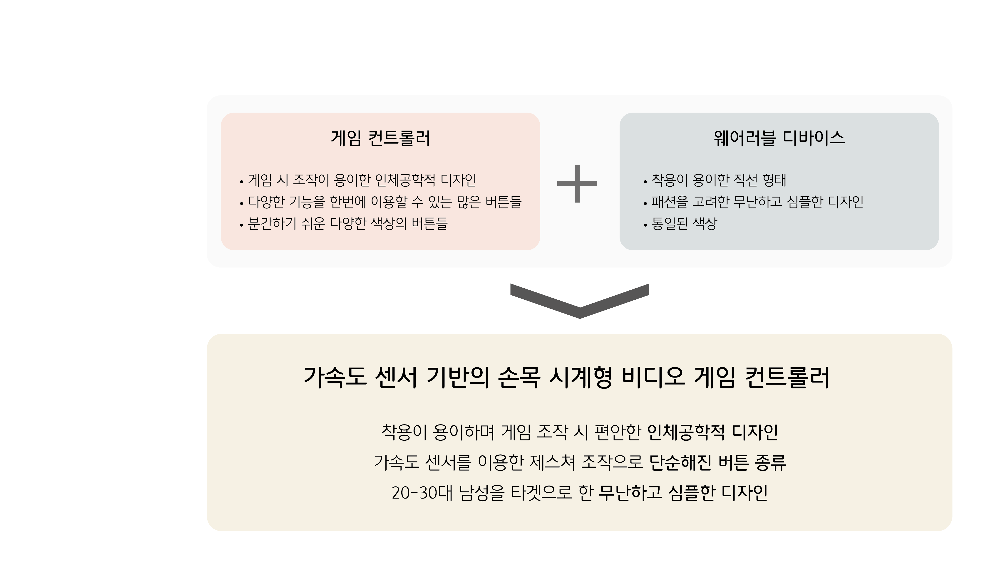 게임 컨트롤러
• 게임 시 조작이 용이한 인체공학적 디자인
• 다양한 기능을 한번에 이용할 수 있는 많은 버튼들
• 분간하기 쉬운 다양한 색상의 버튼들
웨어러블 디바이스
• 착용이 용이한 직선 형태
• 패션을 고려한 무난하고 심플한 디자인
• 통일된 색상
가속도 센서 기반의 손목 시계형 비디오 게임 컨트롤러
착용이 용이하며 게임 조작 시 편안한 인체공학적 디자인
가속도 센서를 이용한 제스쳐 조작으로 단순해진 버튼 종류
20-30대 남성을 타겟으로 한 무난하고 심플한 디자인